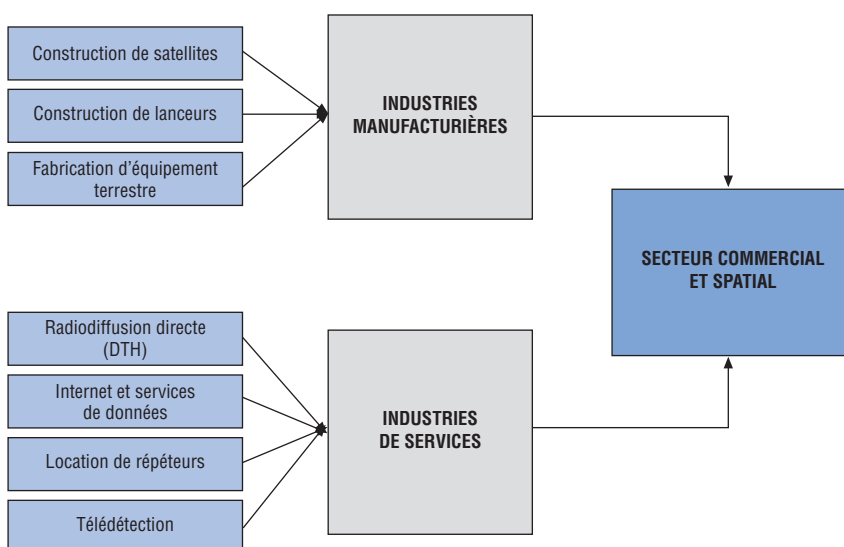 Construction de satellites
Construction de lanceurs
Fabrication d'équipement
terrestre
INDUSTRIES
MANUFACTURIÈRES
SECTEUR COMMERCIAL
ET SPATIAL
Radiodiffusion directe
(DTH)
Internet et services
de données
Location de répéteurs
Télédétection
INDUSTRIES
DE SERVICES